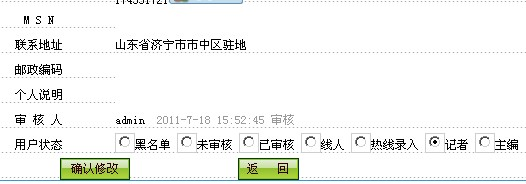 M S N
联系地址 山东省济宁市市中区驻地
邮政编码
个人说明
审 核 人 admin 2011-7-18 15:52:45 审核
用户状态 黑名单 未审核 已审核 线人 热线录入 记者 主编
确认修改 返 回